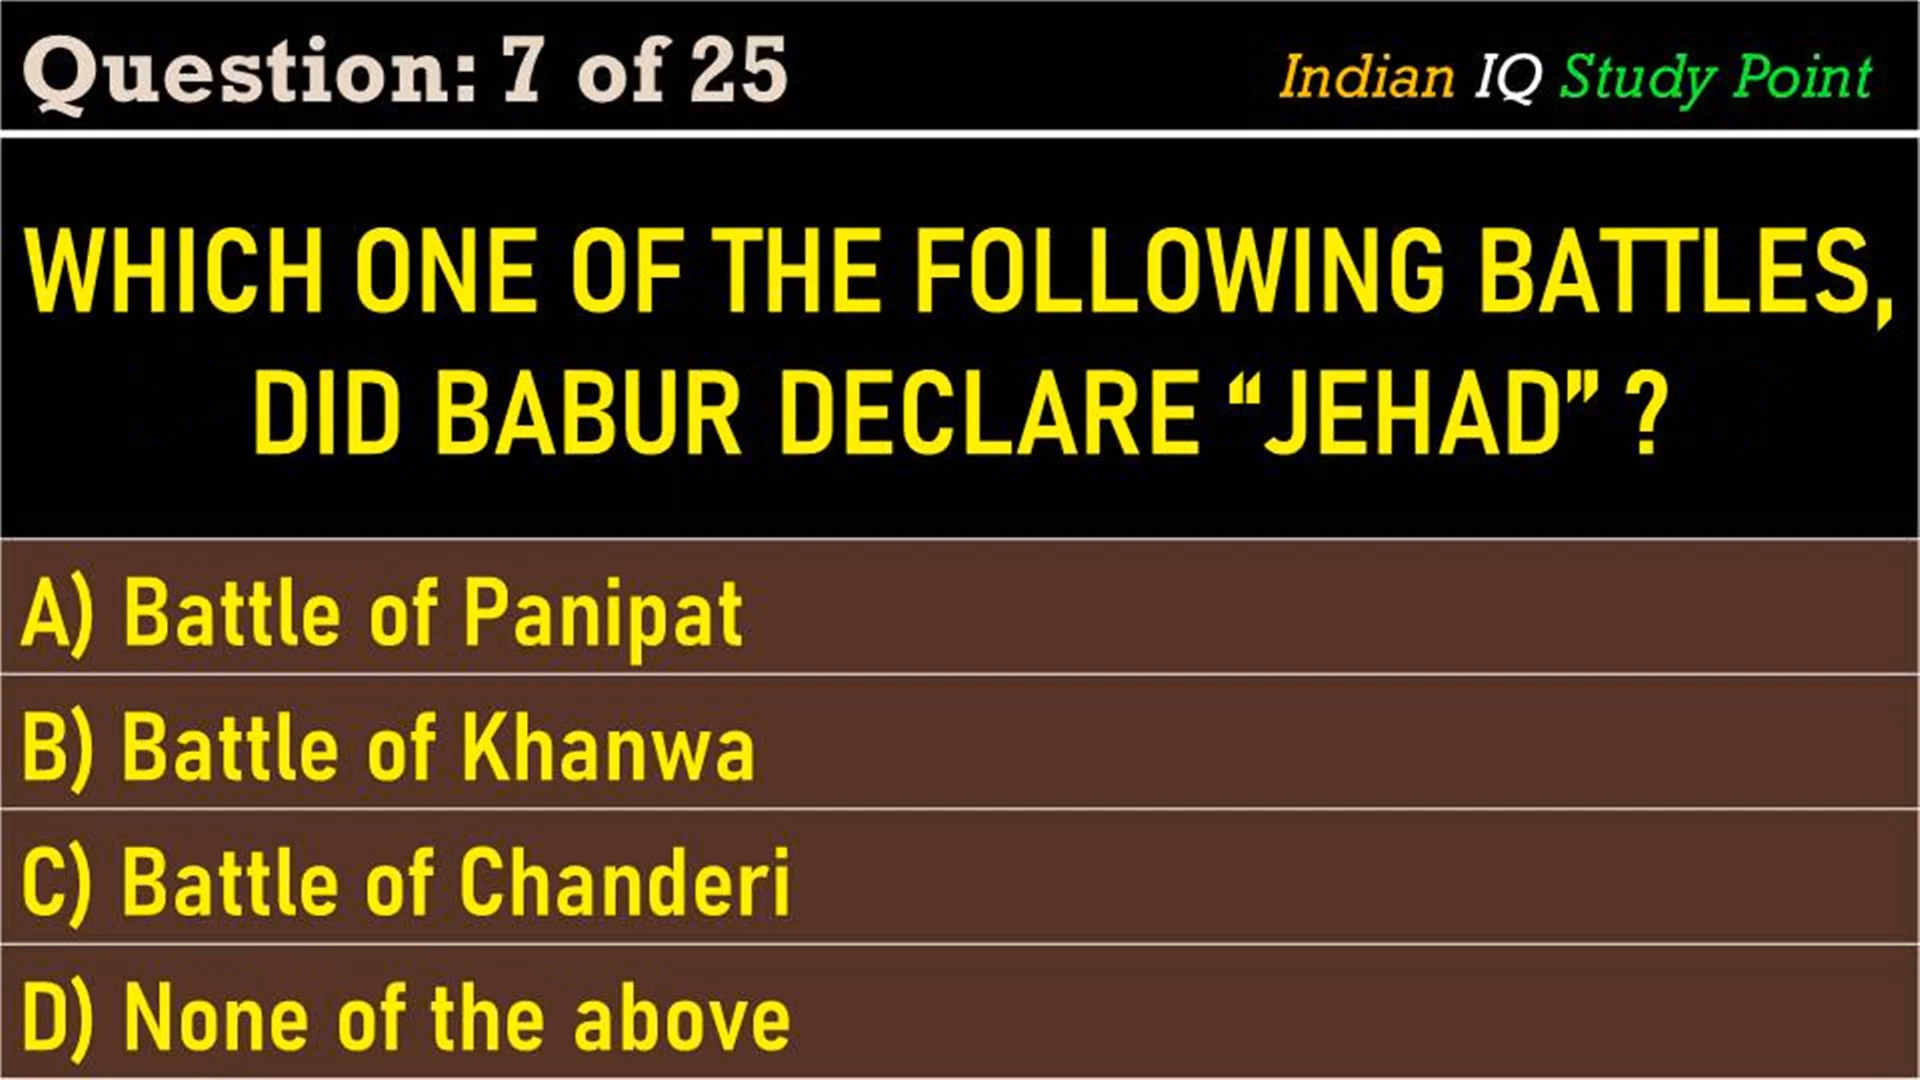 Question: 7 of 25
Indian IQ Study Point
WHICH ONE OF THE FOLLOWING BATTLES,
DID BABUR DECLARE “JEHAD” ?
A) Battle of Panipat
B) Battle of Khanwa
C) Battle of Chanderi
D) None of the above